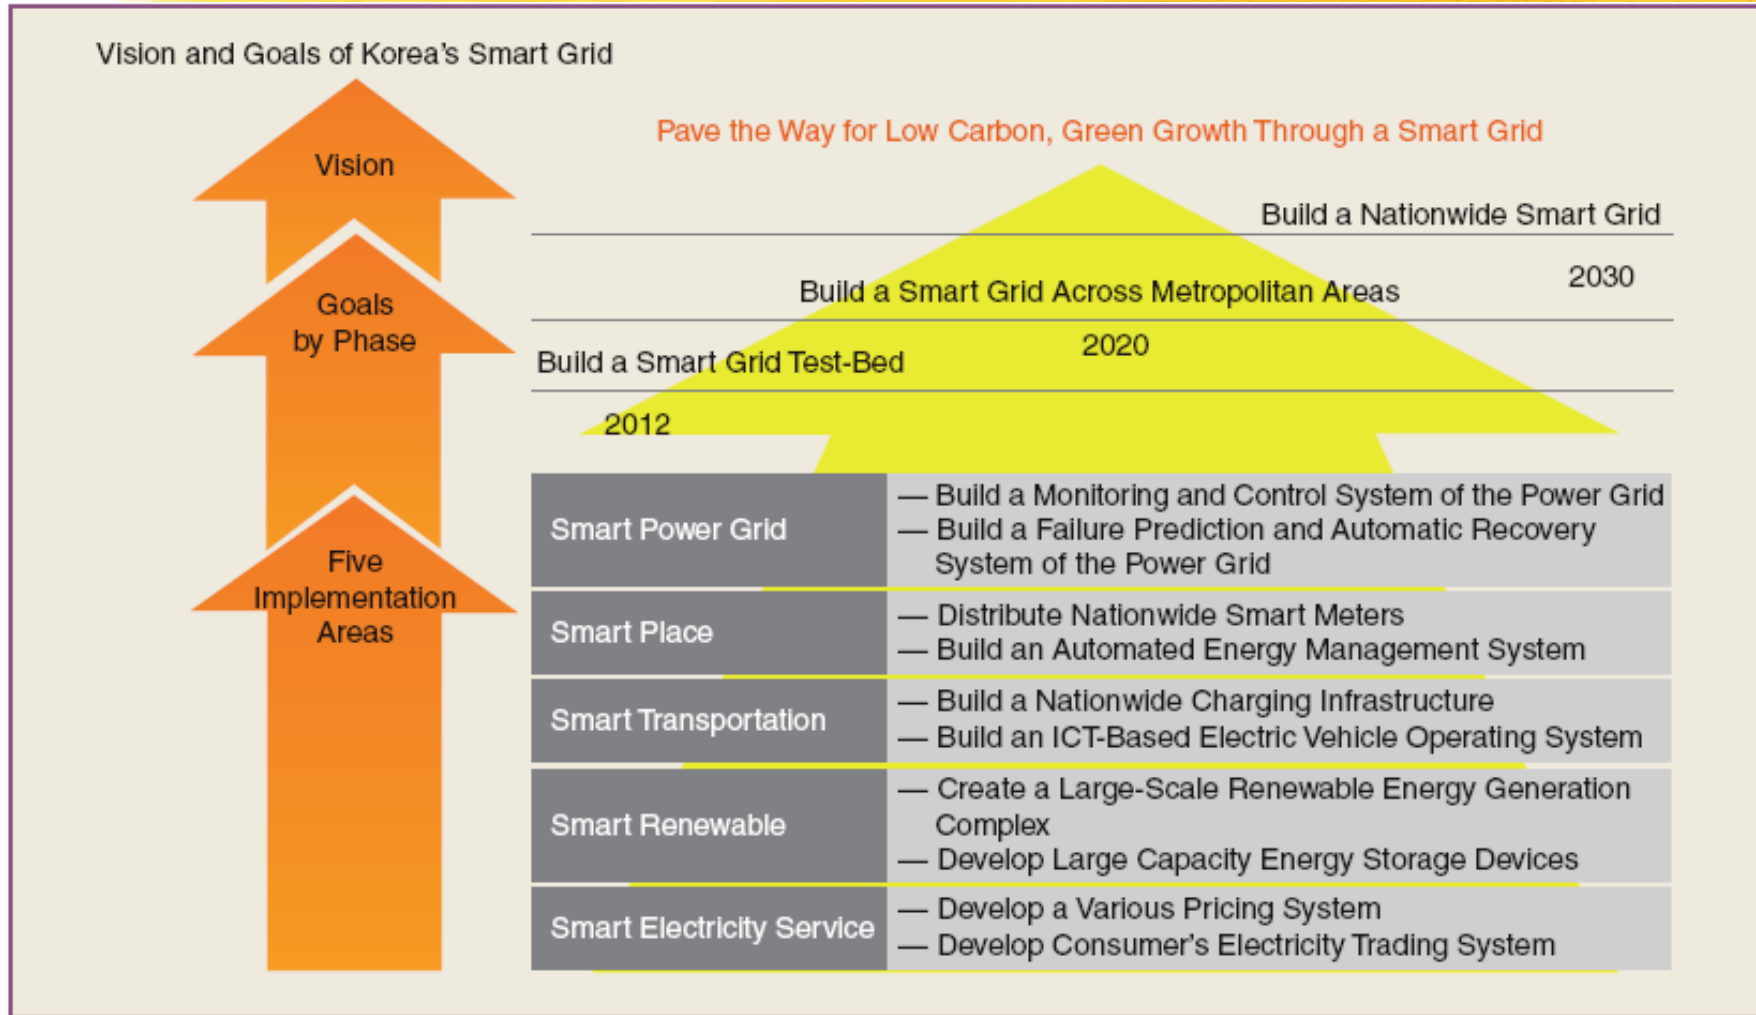 Vision and Goals of Korea's Smart Grid
Vision
Pave the Way for Low Carbon, Green Growth Through a Smart Grid
Build a Nationwide Smart Grid
2030
Goals
by Phase
Build a Smart Grid Across Metropolitan Areas
2020
Build a Smart Grid Test-Bed
2012
Five
Implementation
Areas
Smart Power Grid
— Build a Monitoring and Control System of the Power Grid
— Build a Failure Prediction and Automatic Recovery
System of the Power Grid
Smart Place
— Distribute Nationwide Smart Meters
— Build an Automated Energy Management System
Smart Transportation
— Build a Nationwide Charging Infrastructure
— Build an ICT-Based Electric Vehicle Operating System
Smart Renewable
— Create a Large-Scale Renewable Energy Generation
Complex
— Develop Large Capacity Energy Storage Devices
Smart Electricity Service
— Develop a Various Pricing System
— Develop Consumer's Electricity Trading System